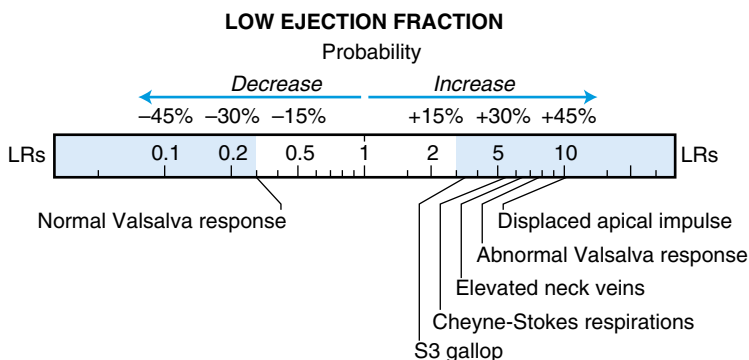 LOW EJECTION FRACTION
Probability
Decrease Increase
–45% –30% –15% +15% +30% +45%
LRs 0.1 0.2 0.5 1 2 5 10 LRs
Normal Valsalva response Displaced apical impulse
Abnormal Valsalva response
Elevated neck veins
Cheyne-Stokes respirations
S3 gallop